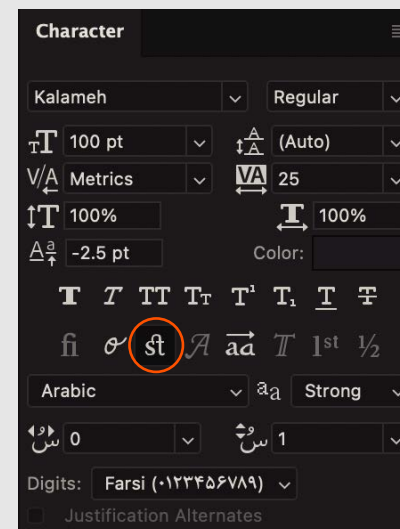 Character
Kalameh Regular
100 pt (Auto)
V/A Metrics VA 25
100% 100%
-2.5 pt Color:
T T TT Tт T¹ T₁ T T
fi st A aa T 1st ½
Arabic aa Strong
0 1
Digits: Farsi (۰۱۲۳۴۵۶۷۸۹)
Justification Alternates